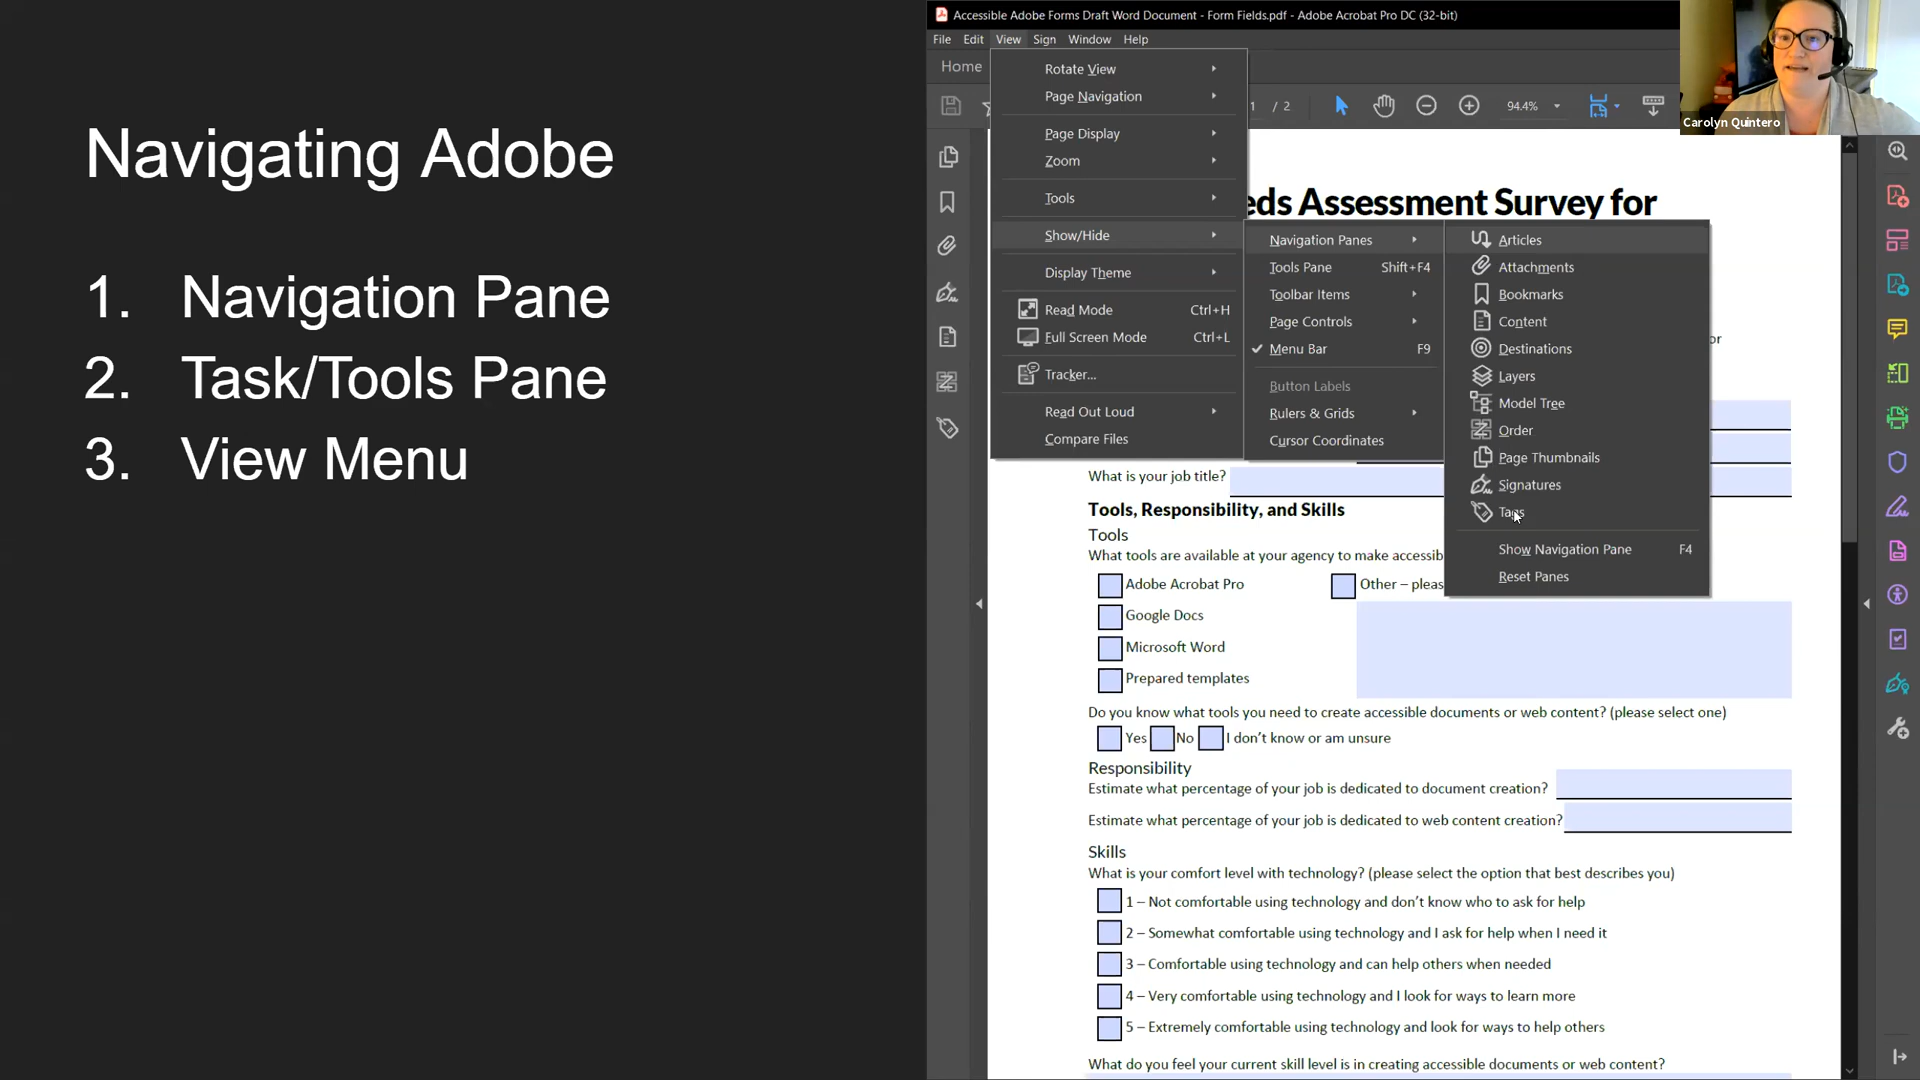 Navigating Adobe
1. Navigation Pane
2. Task/Tools Pane
3. View Menu
Accessible Adobe Forms Draft Word Document - Form Fields.pdf - Adobe Acrobat Pro DC (32-bit)
File Edit View Sign Window Help
Home
1 / 2 94.4%
Carolyn Quintero
Rotate View
Page Navigation
Page Display
Zoom
Tools
Show/Hide
Display Theme
Read Mode Ctrl+H
Full Screen Mode Ctrl+L
Tracker...
Read Out Loud
Compare Files
Navigation Panes
Tools Pane Shift+F4
Toolbar Items
Page Controls
Menu Bar F9
Button Labels
Rulers & Grids
Cursor Coordinates
Articles
Attachments
Bookmarks
Content
Destinations
Layers
Model Tree
Order
Page Thumbnails
Signatures
Tags
Show Navigation Pane F4
Reset Panes
eds Assessment Survey for
or
What is your job title?
Tools, Responsibility, and Skills
Tools
What tools are available at your agency to make accessib
Adobe Acrobat Pro Other – pleas
Google Docs
Microsoft Word
Prepared templates
Do you know what tools you need to create accessible documents or web content? (please select one)
Yes No I don’t know or am unsure
Responsibility
Estimate what percentage of your job is dedicated to document creation?
Estimate what percentage of your job is dedicated to web content creation?
Skills
What is your comfort level with technology? (please select the option that best describes you)
1 – Not comfortable using technology and don’t know who to ask for help
2 – Somewhat comfortable using technology and I ask for help when I need it
3 – Comfortable using technology and can help others when needed
4 – Very comfortable using technology and I look for ways to learn more
5 – Extremely comfortable using technology and look for ways to help others
What do you feel your current skill level is in creating accessible documents or web content?